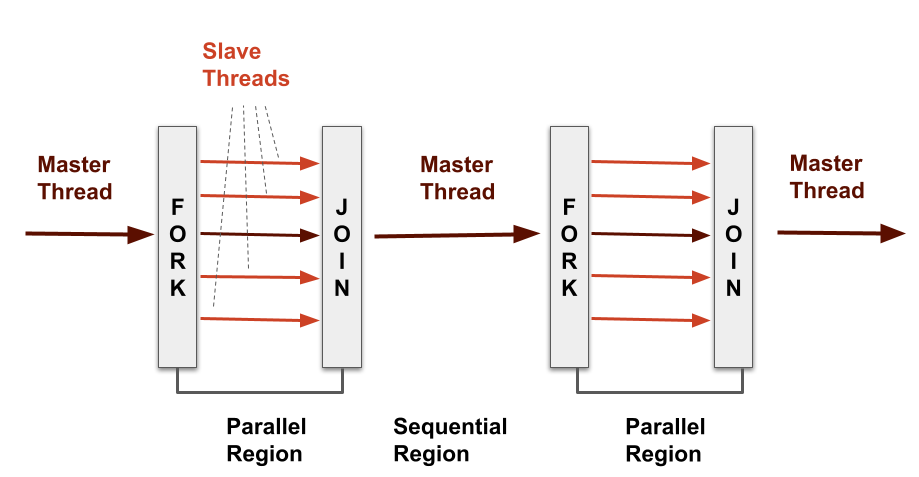 Slave
Threads
Master
Thread
F
O
R
K
J
O
I
N
Master
Thread
F
O
R
K
J
O
I
N
Master
Thread
Parallel
Region
Sequential
Region
Parallel
Region